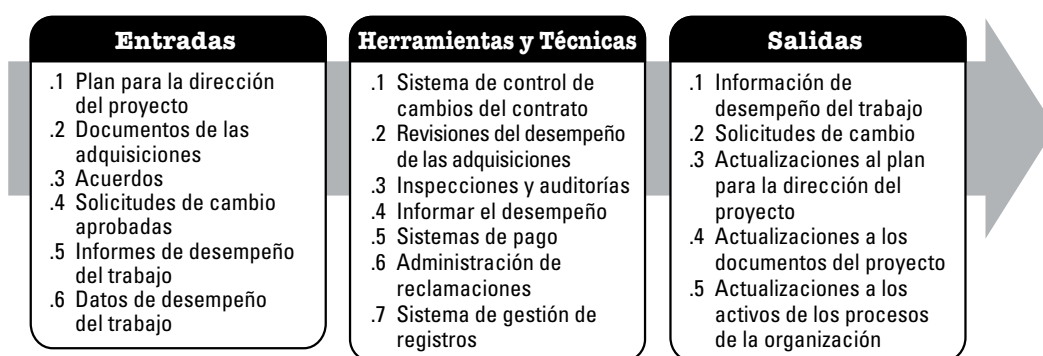 Entradas
.1 Plan para la dirección
del proyecto
.2 Documentos de las
adquisiciones
.3 Acuerdos
.4 Solicitudes de cambio
aprobadas
.5 Informes de desempeño
del trabajo
.6 Datos de desempeño
del trabajo
Herramientas y Técnicas
.1 Sistema de control de
cambios del contrato
.2 Revisiones del desempeño
de las adquisiciones
.3 Inspecciones y auditorías
.4 Informar el desempeño
.5 Sistemas de pago
.6 Administración de
reclamaciones
.7 Sistema de gestión de
registros
Salidas
.1 Información de
desempeño del trabajo
.2 Solicitudes de cambio
.3 Actualizaciones al plan
para la dirección del
proyecto
.4 Actualizaciones a los
documentos del proyecto
.5 Actualizaciones a los
activos de los procesos
de la organización